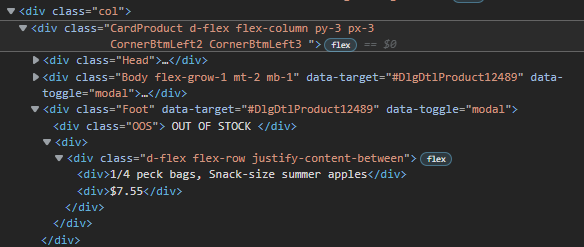 <div class="col">
<div class="CardProduct d-flex flex-column py-3 px-3
CornerBtmLeft2 CornerBtmLeft3 "> flex == $0
<div class="Head">…</div>
<div class="Body flex-grow-1 mt-2 mb-1" data-target="#DlgDtlProduct12489" data-
toggle="modal">…</div>
<div class="Foot" data-target="#DlgDtlProduct12489" data-toggle="modal">
<div class="OOS"> OUT OF STOCK </div>
<div>
<div class="d-flex flex-row justify-content-between"> flex
<div>1/4 peck bags, Snack-size summer apples</div>
<div>$7.55</div>
</div>
</div>
</div>